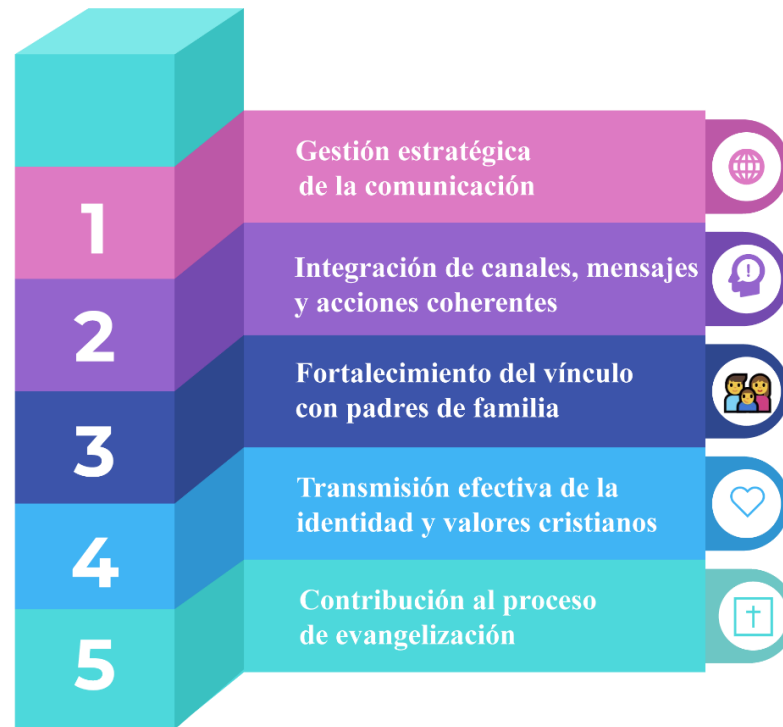 1
Gestión estratégica
de la comunicación
2
Integración de canales, mensajes
y acciones coherentes
3
Fortalecimiento del vínculo
con padres de familia
4
Transmisión efectiva de la
identidad y valores cristianos
5
Contribución al proceso
de evangelización